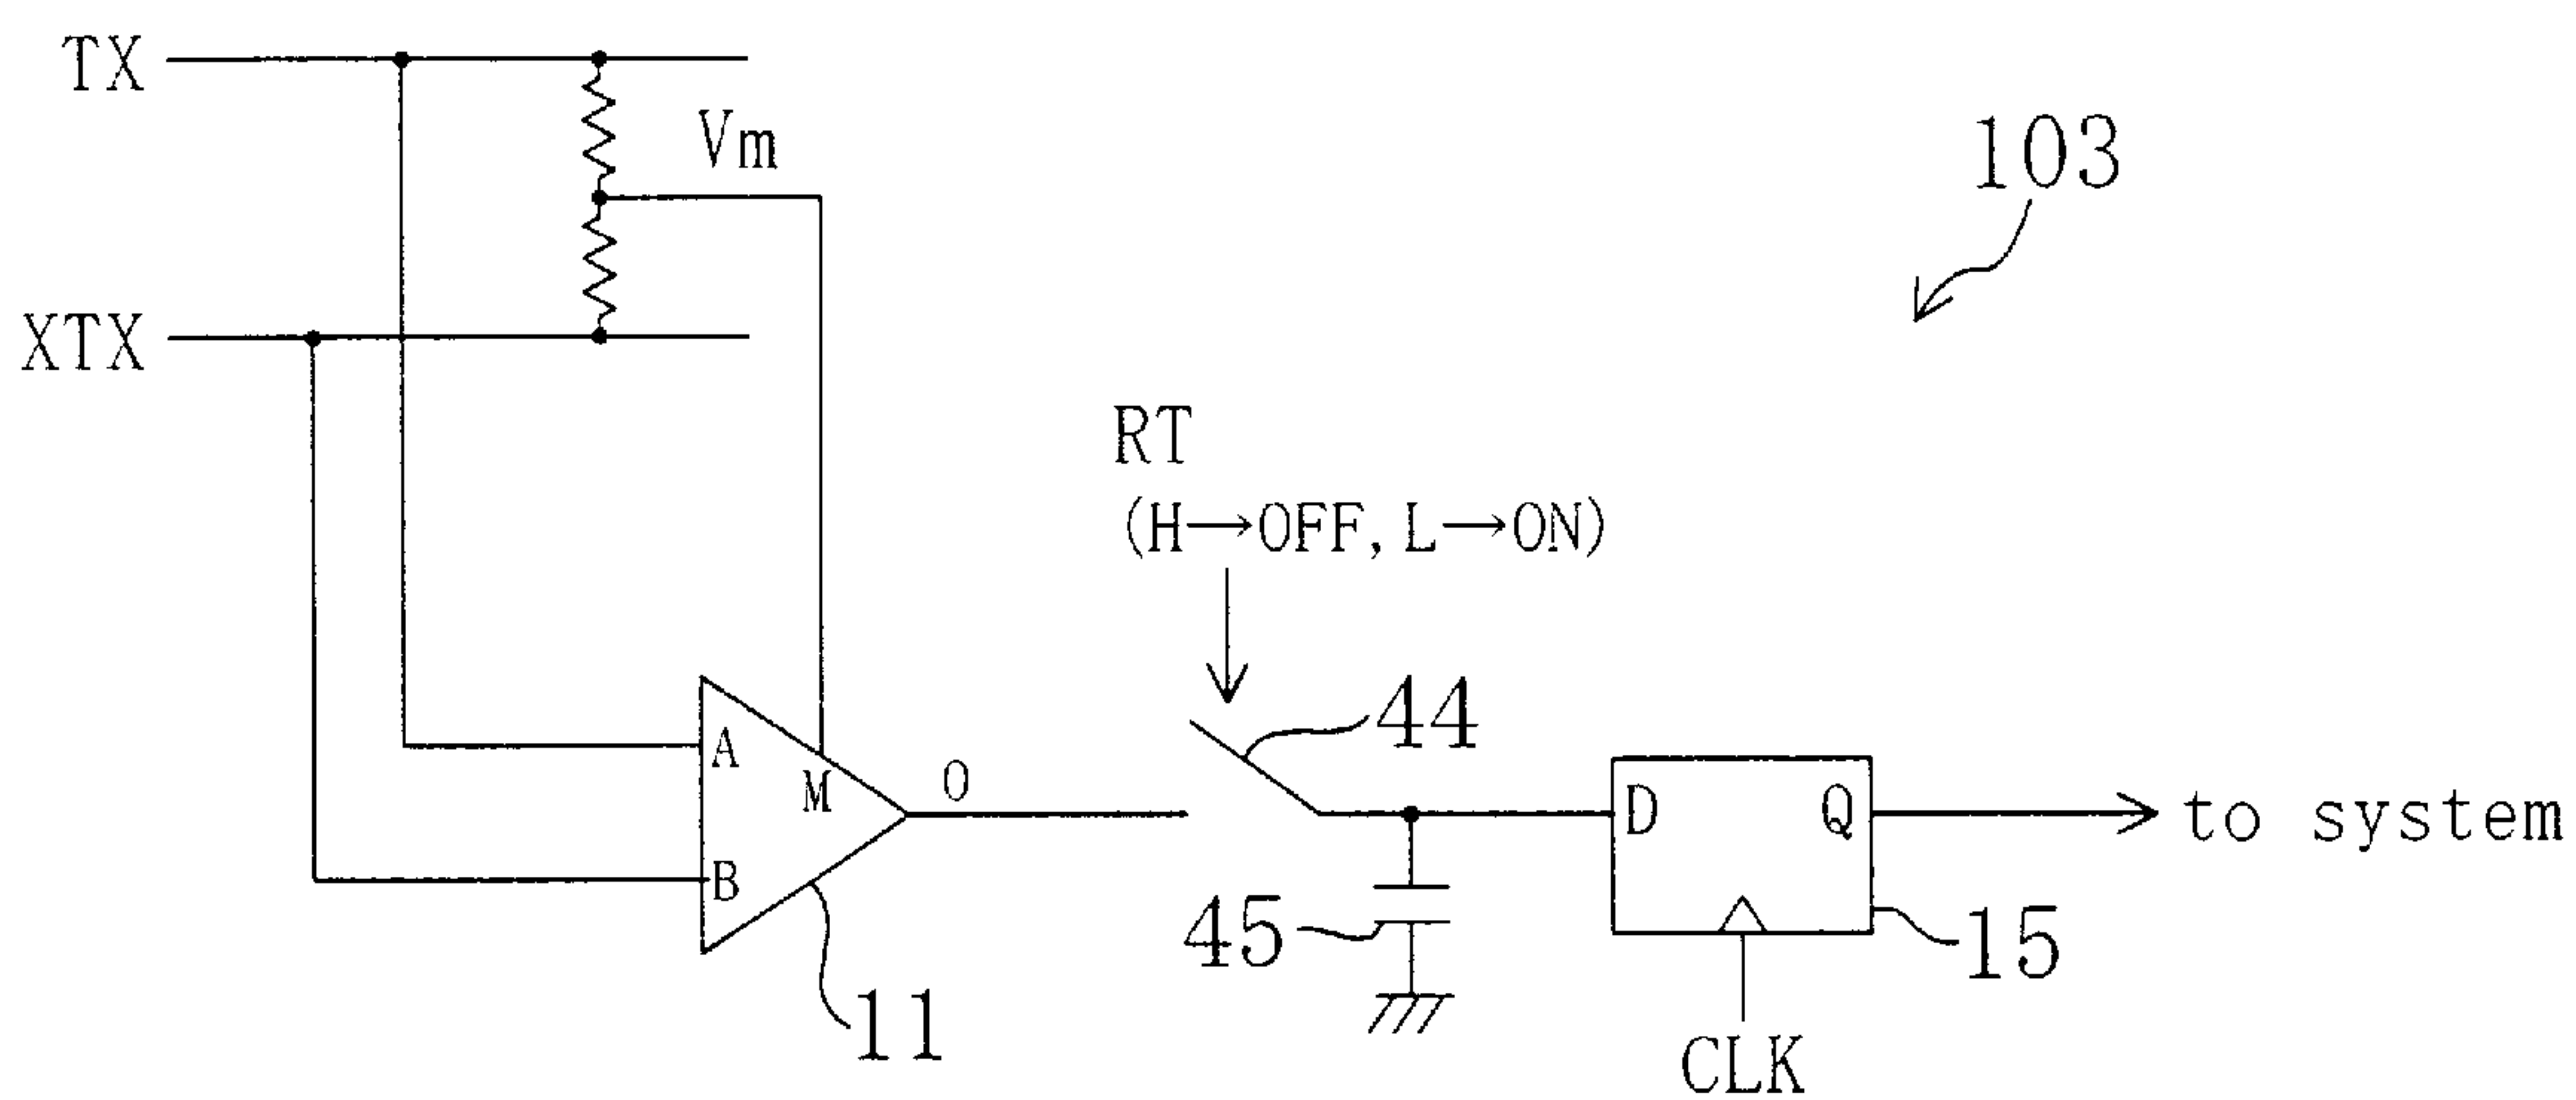 TX
Vm
103
XTX
RT
(H→OFF, L→ON)
44
A
M
O
D
Q
to system
B
45
15
11
CLK